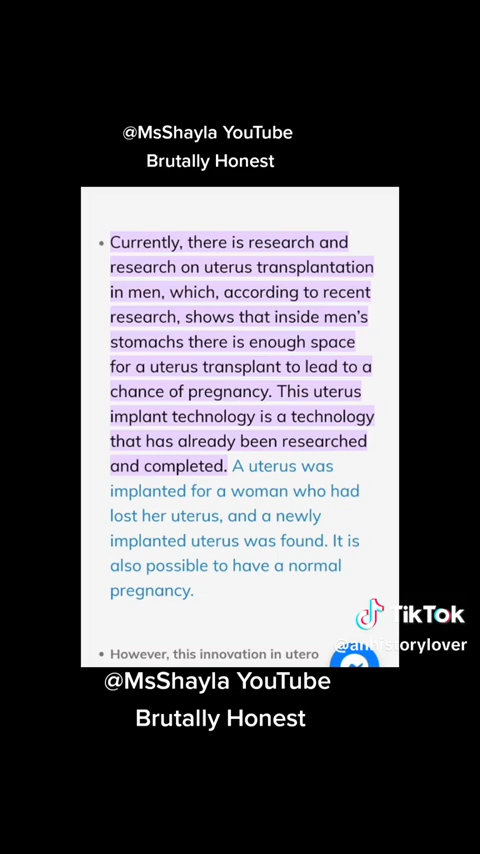 @MsShayla YouTube
Brutally Honest
• Currently, there is research and
research on uterus transplantation
in men, which, according to recent
research, shows that inside men's
stomachs there is enough space
for a uterus transplant to lead to a
chance of pregnancy. This uterus
implant technology is a technology
that has already been researched
and completed. A uterus was
implanted for a woman who had
lost her uterus, and a newly
implanted uterus was found. It is
also possible to have a normal
pregnancy.
TikTok
@anhrstorylover
• However, this innovation in utero
@MsShayla YouTube
Brutally Honest